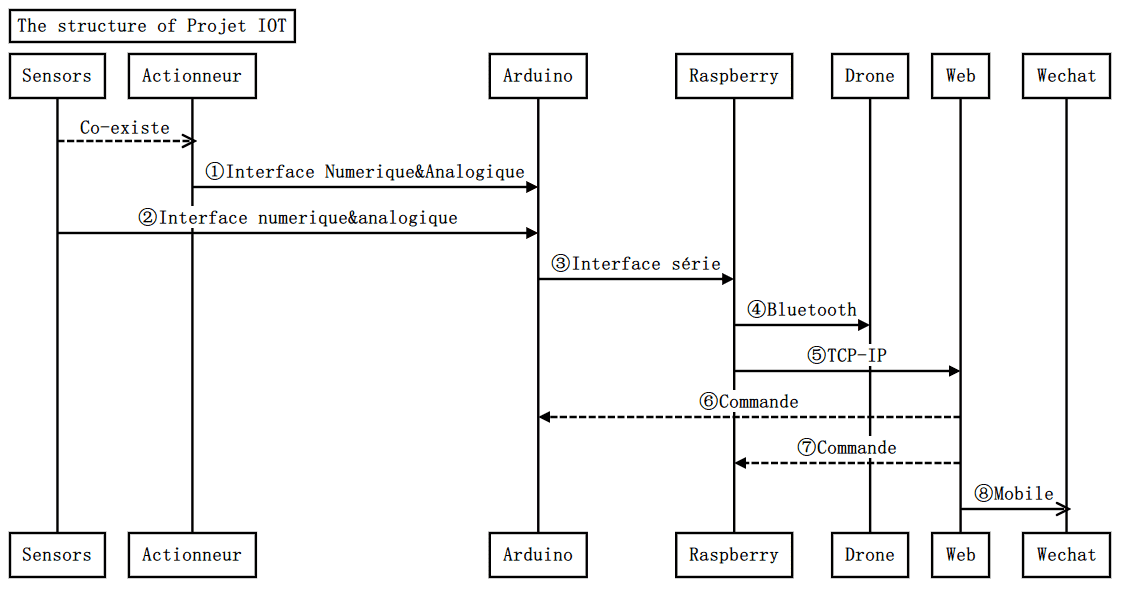 The structure of Projet IOT
Sensors
Actionneur
Arduino
Raspberry
Drone
Web
Wechat
Co-existe
①Interface Numerique&Analogique
②Interface numerique&analogique
③Interface série
④Bluetooth
⑤TCP-IP
⑥Commande
⑦Commande
⑧Mobile
Sensors
Actionneur
Arduino
Raspberry
Drone
Web
Wechat